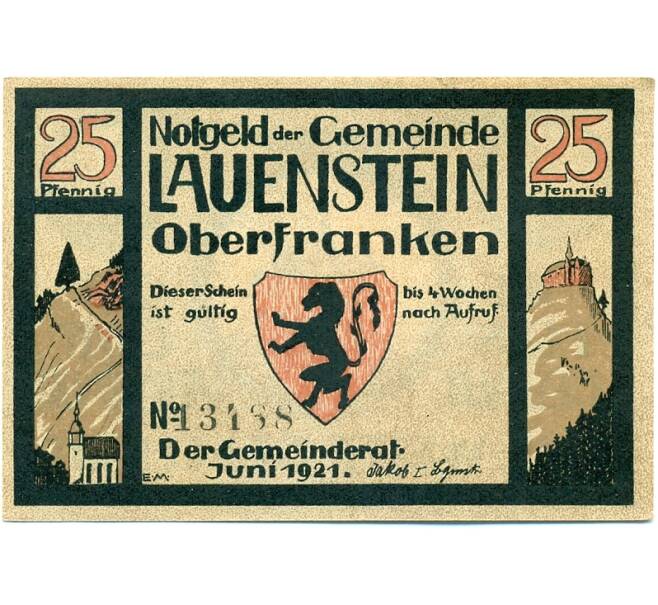 25 Pfennig
Notgeld der Gemeinde
LAUENSTEIN
Oberfranken
25 Pfennig
Dieser Schein
ist gültig
bis 4 Wochen
nach Aufruf.
No 13188
Der Gemeinderat.
Juni 1921.
Jakob I
E.M.